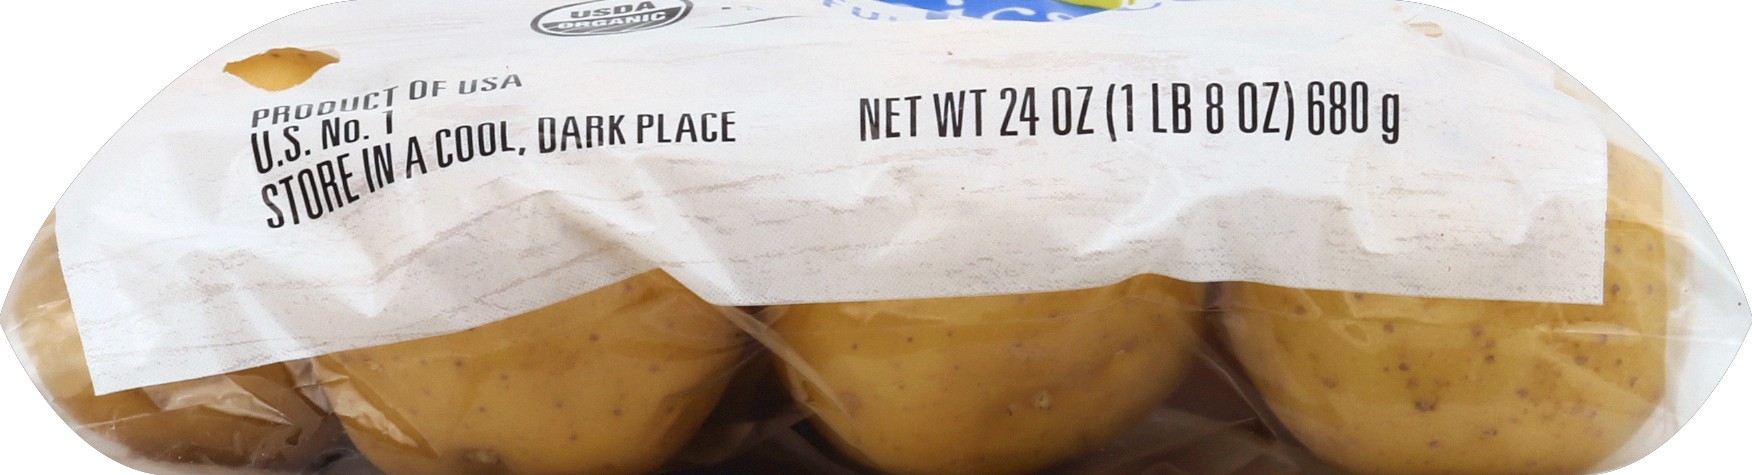 USDA
ORGANIC
PRODUCT OF USA
U.S. No. 1
STORE IN A COOL, DARK PLACE
NET WT 24 OZ (1 LB 8 OZ) 680 g